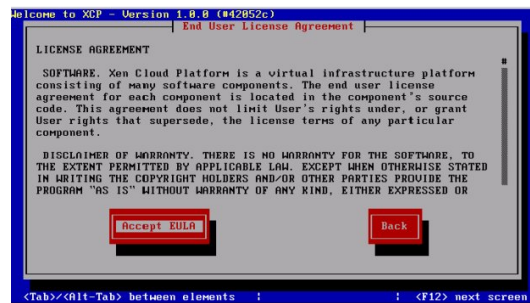 Welcome to XCP - Version 1.0.0 (#42052c)
End User License Agreement
LICENSE AGREEMENT
SOFTWARE. Xen Cloud Platform is a virtual infrastructure platform
consisting of many software components. The end user license
agreement for each component is located in the component's source
code. This agreement does not limit User's rights under, or grant
User rights that supersede, the license terms of any particular
component.
DISCLAIMER OF WARRANTY. THERE IS NO WARRANTY FOR THE SOFTWARE, TO
THE EXTENT PERMITTED BY APPLICABLE LAW. EXCEPT WHEN OTHERWISE STATED
IN WRITING THE COPYRIGHT HOLDERS AND/OR OTHER PARTIES PROVIDE THE
PROGRAM "AS IS" WITHOUT WARRANTY OF ANY KIND, EITHER EXPRESSED OR
Accept EULA
Back
<Tab>/<Alt-Tab> between elements | | <F12> next screen